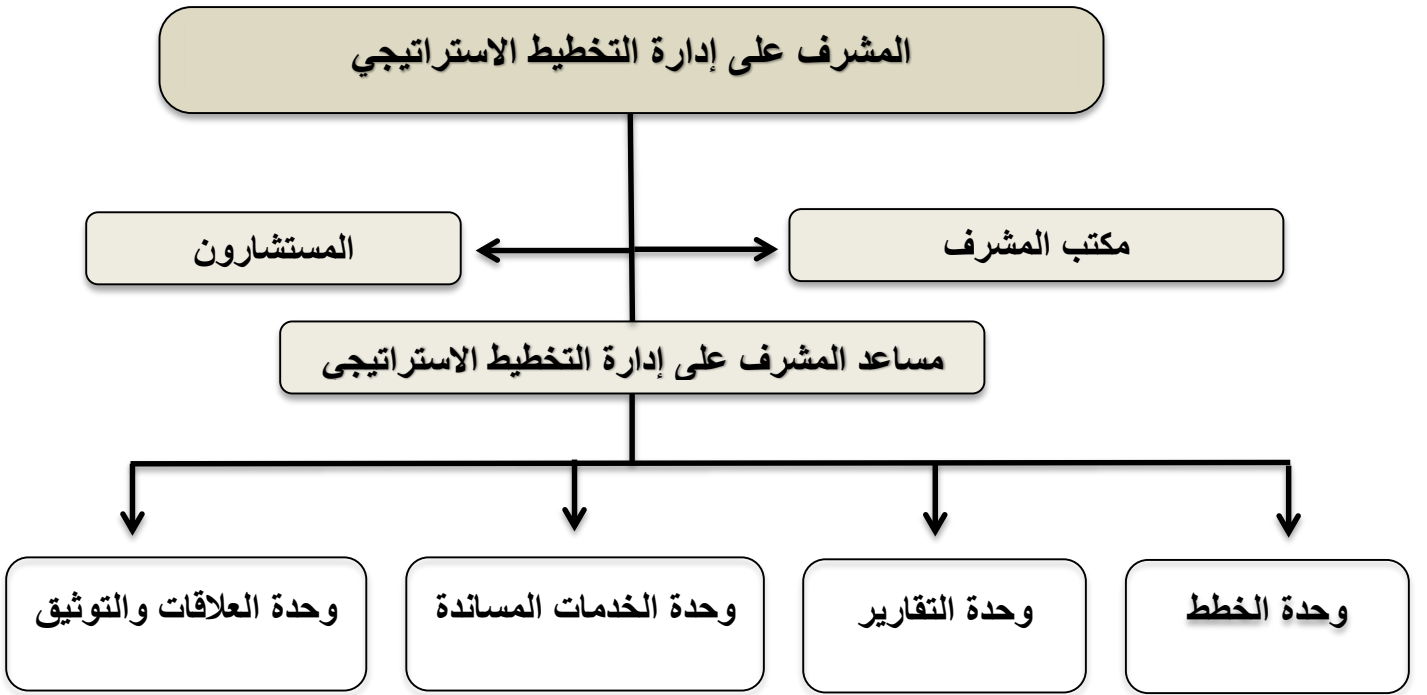 المشرف على إدارة التخطيط الاستراتيجي
مكتب المشرف
المستشارون
مساعد المشرف على إدارة التخطيط الاستراتيجي
وحدة الخطط
وحدة التقارير
وحدة الخدمات المساندة
وحدة العلاقات والتوثيق